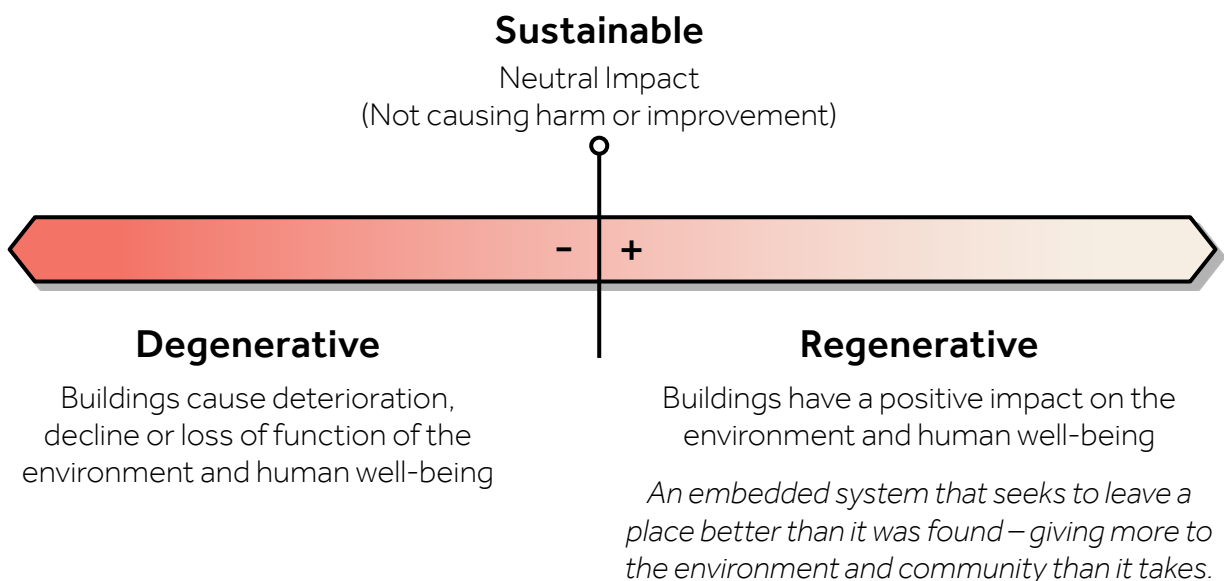 Sustainable
Neutral Impact
(Not causing harm or improvement)
- +
Degenerative
Buildings cause deterioration,
decline or loss of function of the
environment and human well-being
Regenerative
Buildings have a positive impact on the
environment and human well-being
An embedded system that seeks to leave a
place better than it was found – giving more to
the environment and community than it takes.